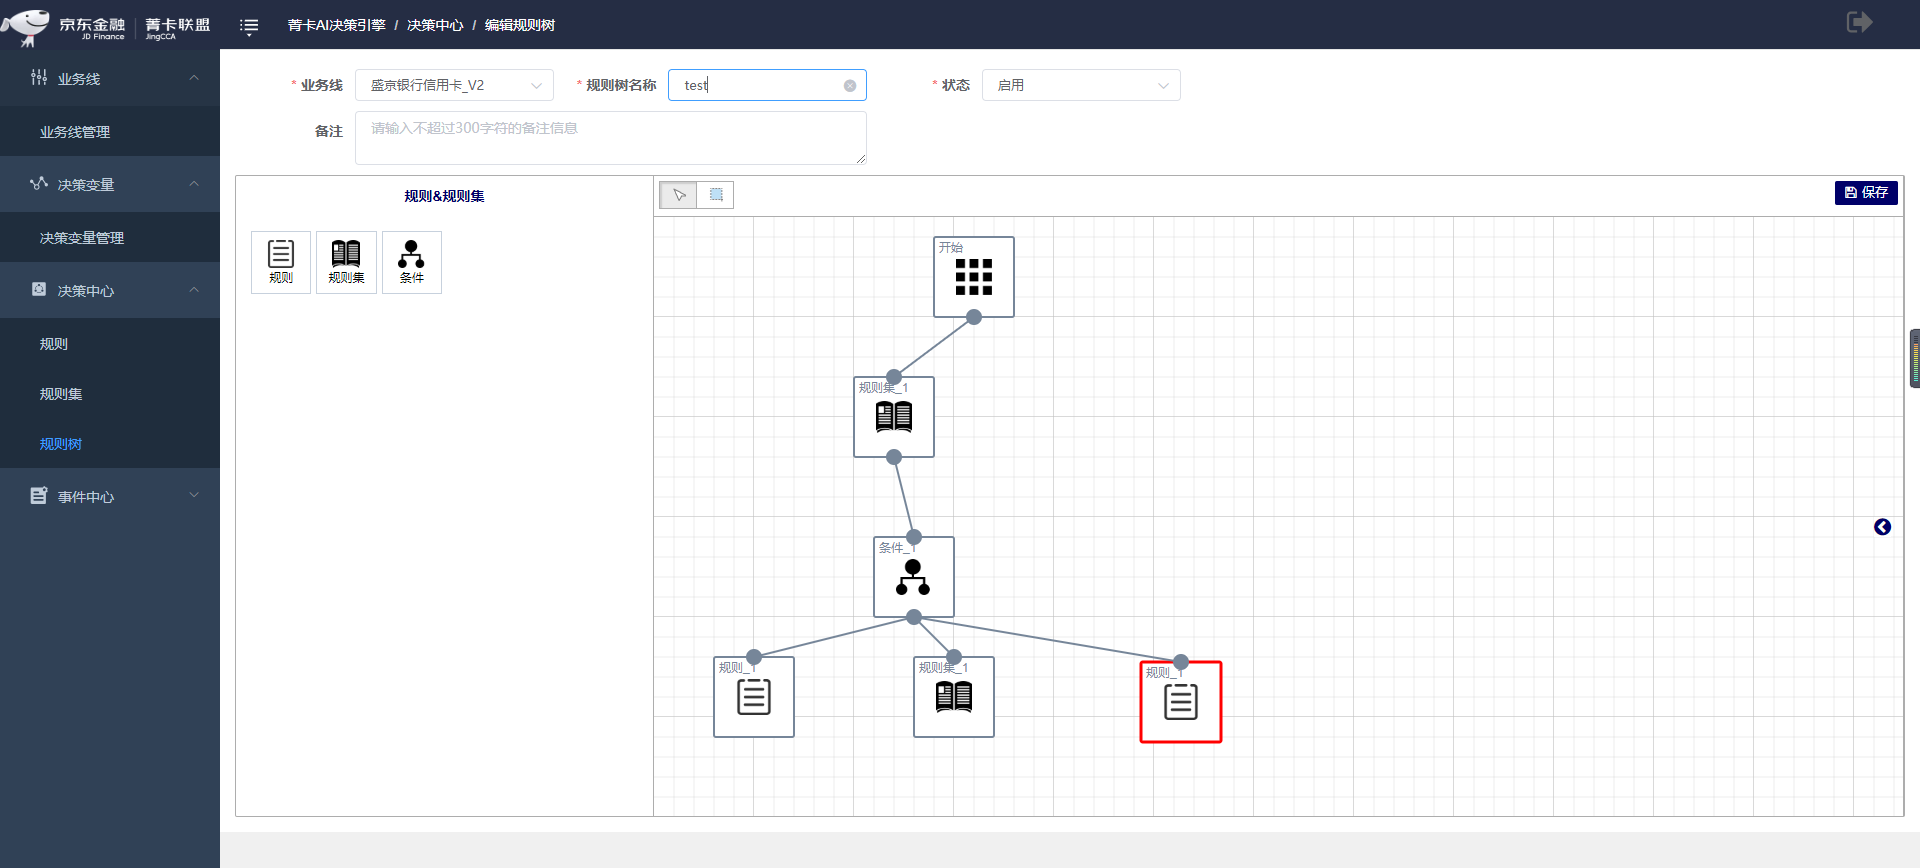 京东金融 菁卡联盟
JD Finance JingCCA
菁卡AI决策引擎 / 决策中心 / 编辑规则树
业务线
业务线管理
决策变量
决策变量管理
决策中心
规则
规则集
规则树
事件中心
* 业务线 盛京银行信用卡_V2 * 规则树名称 test * 状态 启用
备注 请输入不超过300字符的备注信息
规则&规则集
规则 规则集 条件
保存
开始
规则集_1
条件_1
规则_1
规则集_1
规则_1